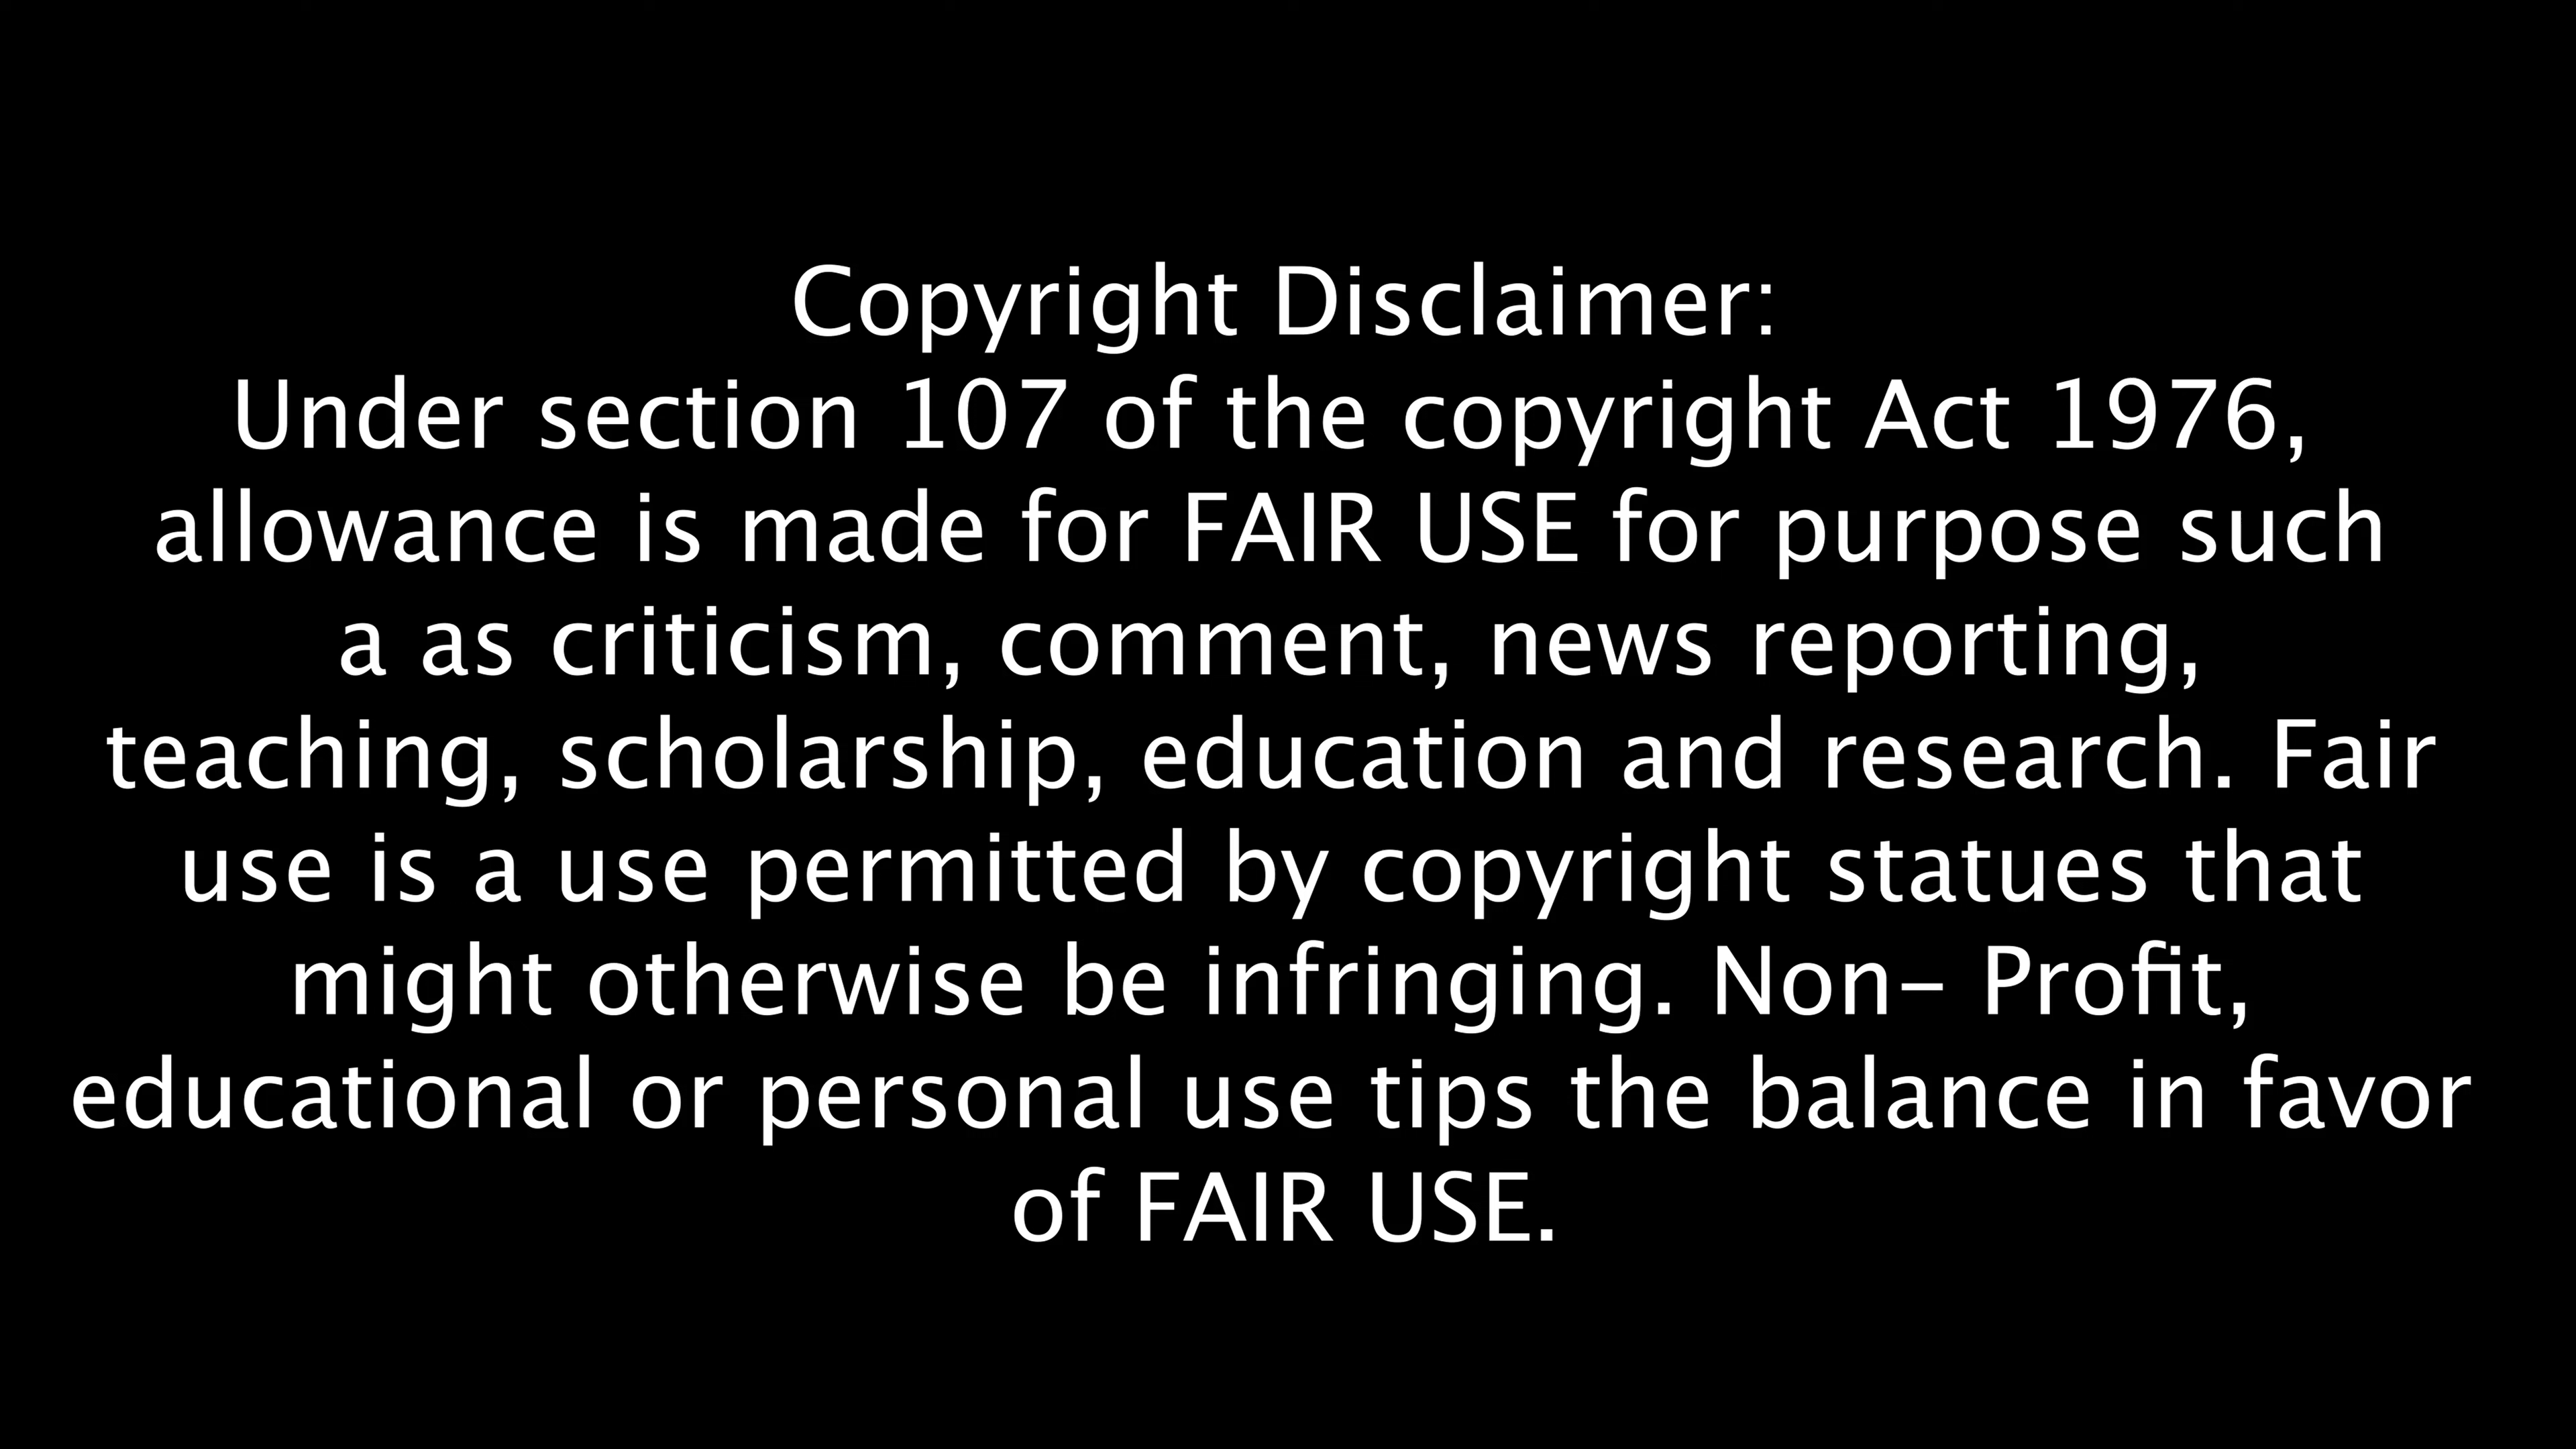 Copyright Disclaimer:
Under section 107 of the copyright Act 1976,
allowance is made for FAIR USE for purpose such
a as criticism, comment, news reporting,
teaching, scholarship, education and research. Fair
use is a use permitted by copyright statues that
might otherwise be infringing. Non- Profit,
educational or personal use tips the balance in favor
of FAIR USE.